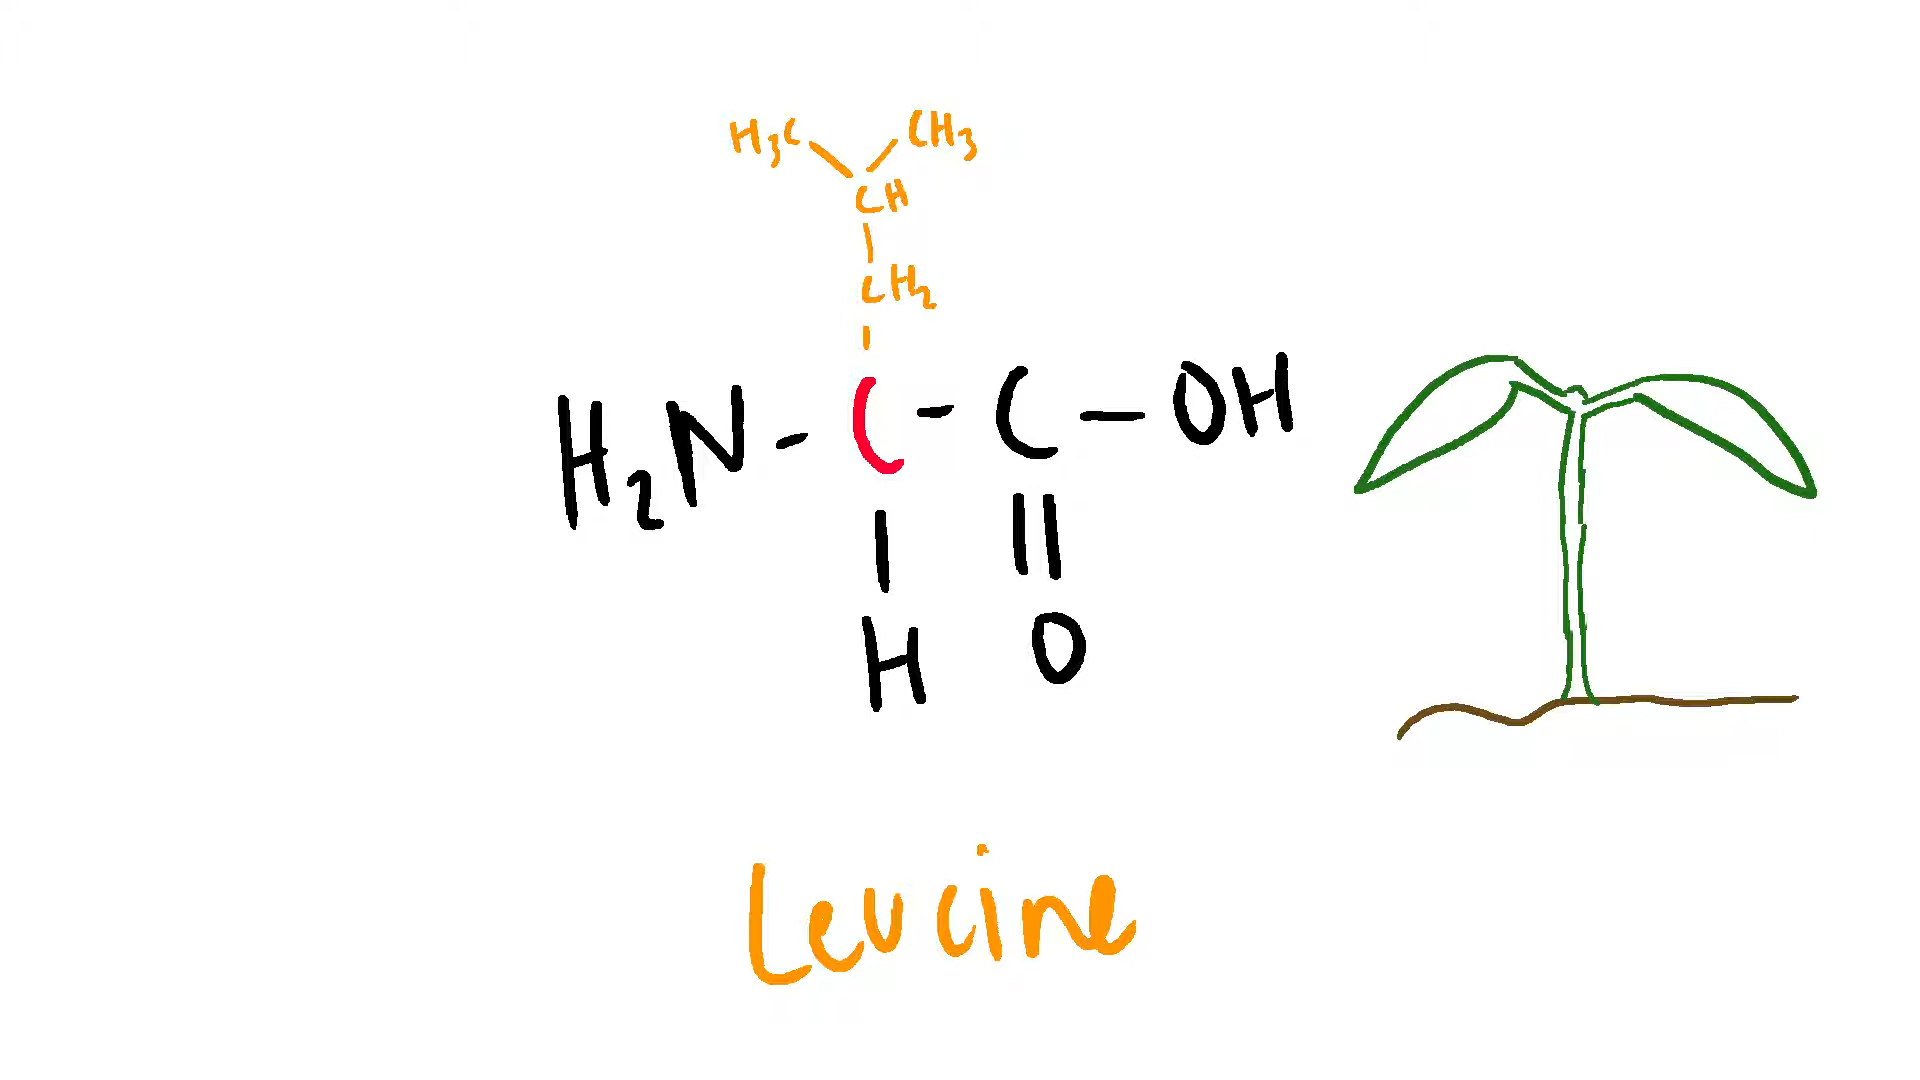 H3C CH3
CH
CH2
H2N - C - C - OH
H O
Leucine